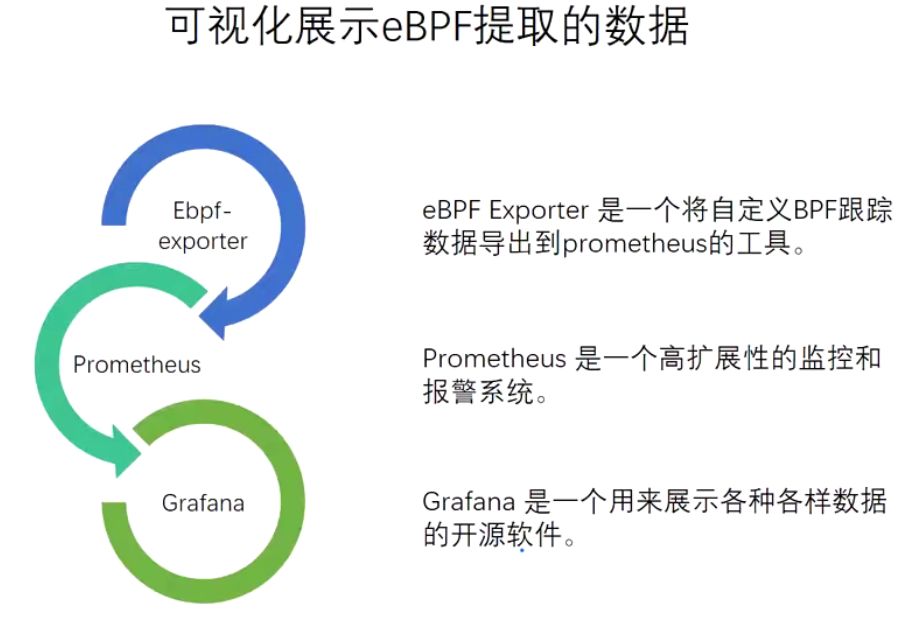 可视化展示eBPF提取的数据
Ebpf-
exporter
eBPF Exporter 是一个将自定义BPF跟踪
数据导出到prometheus的工具。
Prometheus
Prometheus 是一个高扩展性的监控和
报警系统。
Grafana
Grafana 是一个用来展示各种各样数据
的开源软件。